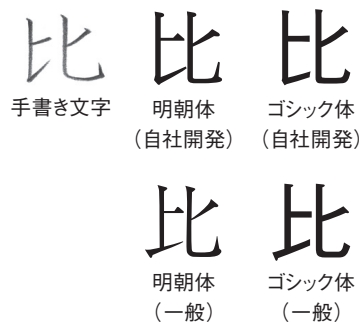 比 比 比
手書き文字 明朝体 ゴシック体
（自社開発） （自社開発）
比 比
明朝体 ゴシック体
（一般） （一般）